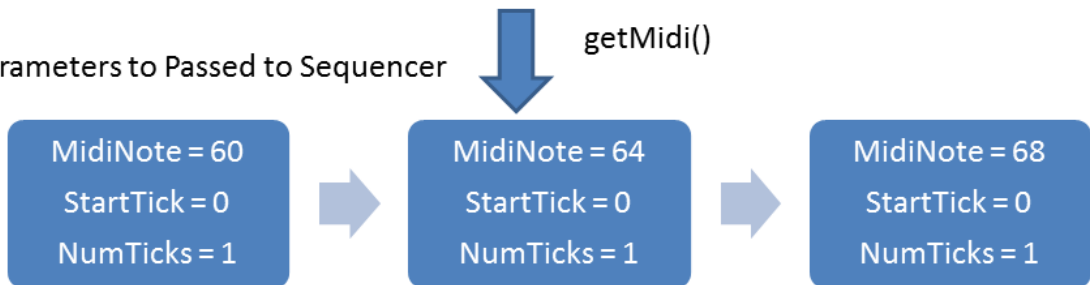 getMidi()
rameters to Passed to Sequencer
MidiNote = 60
StartTick = 0
NumTicks = 1
MidiNote = 64
StartTick = 0
NumTicks = 1
MidiNote = 68
StartTick = 0
NumTicks = 1